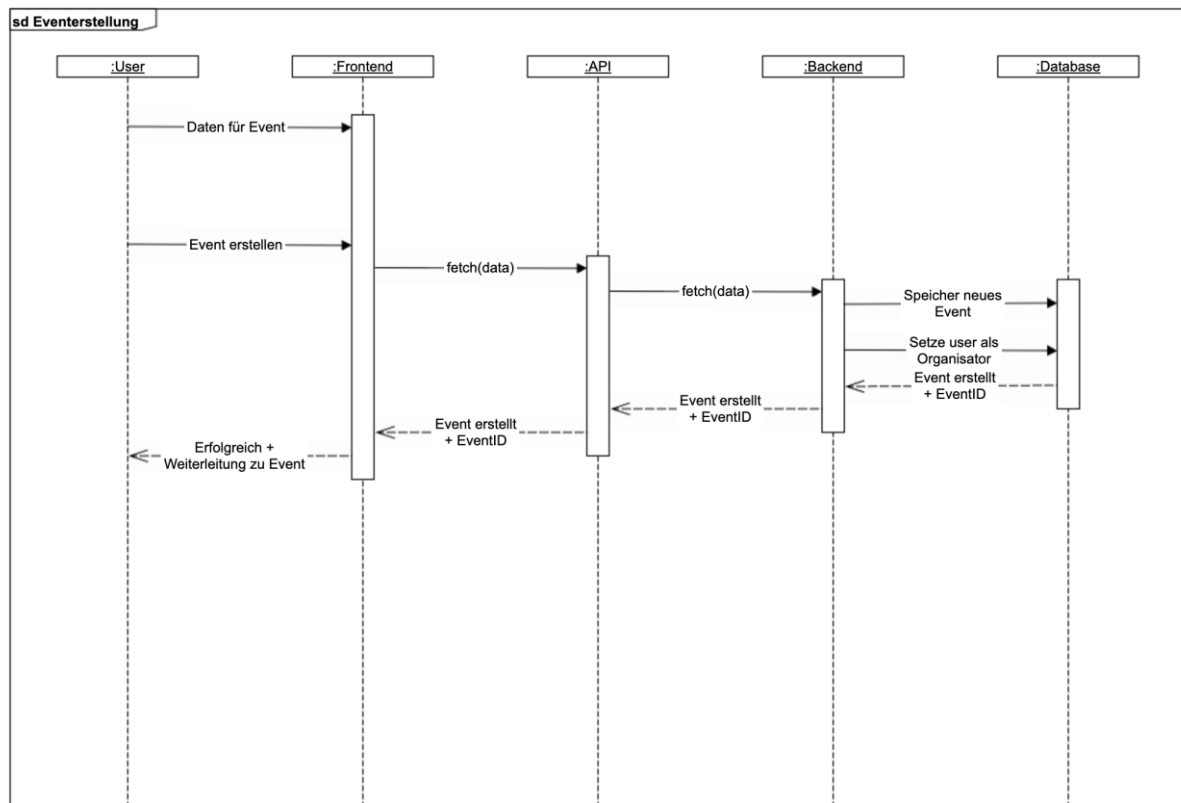 sd Eventerstellung
:User
:Frontend
:API
:Backend
:Database
Daten für Event
Event erstellen
fetch(data)
fetch(data)
Speicher neues
Event
Setze user als
Organisator
Event erstellt
+ EventID
Event erstellt
+ EventID
Event erstellt
+ EventID
Erfolgreich +
Weiterleitung zu Event